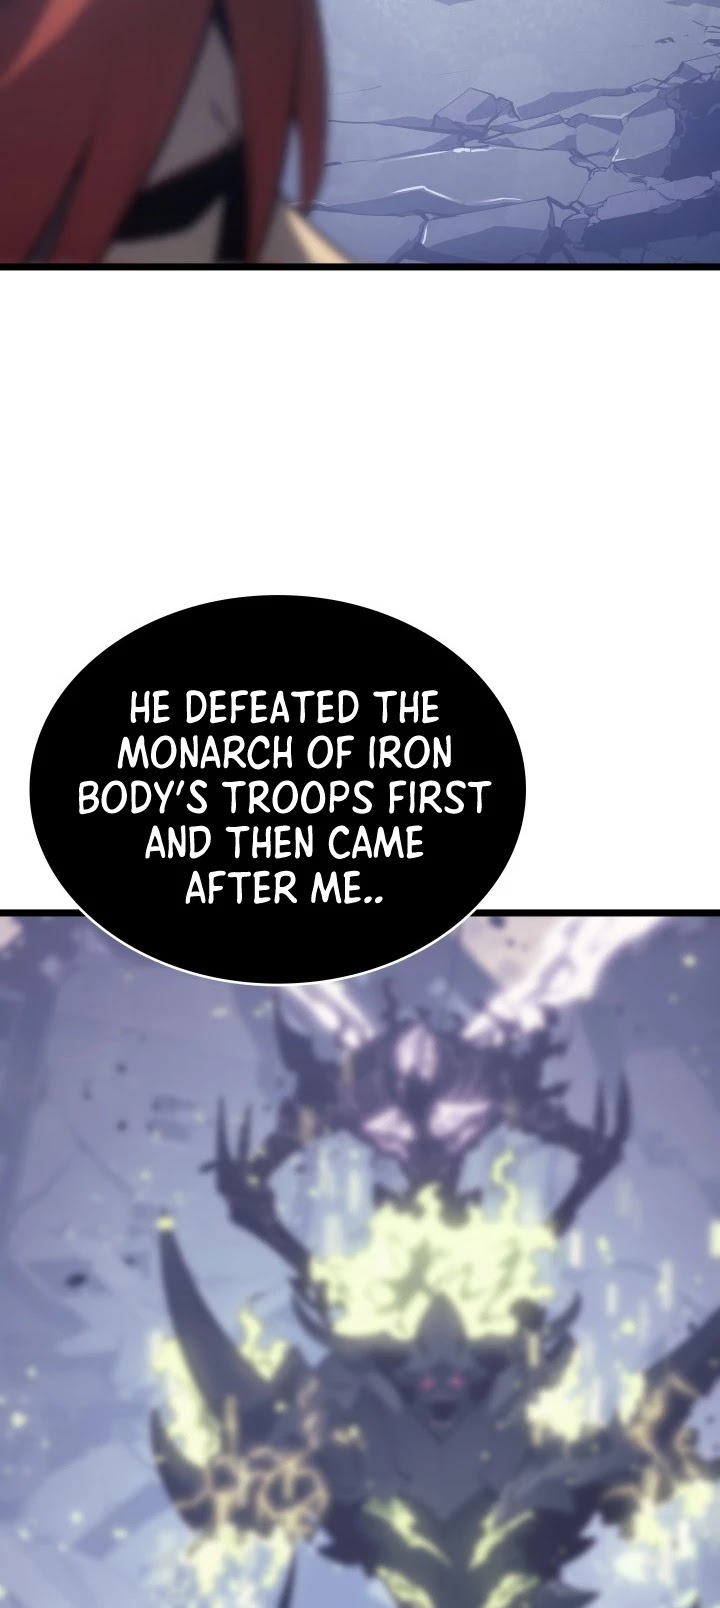 HE DEFEATED THE
MONARCH OF IRON
BODY'S TROOPS FIRST
AND THEN CAME
AFTER ME..